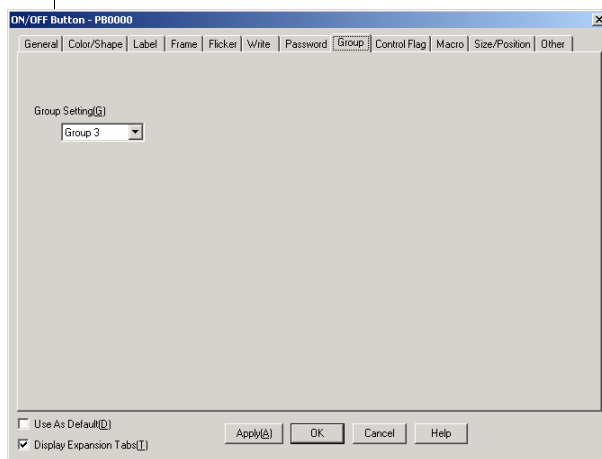 ON/OFF Button - PB0000
General Color/Shape Label Frame Flicker Write Password Group Control Flag Macro Size/Position Other
Group Setting(G)
Group 3
Use As Default(D)
Display Expansion Tabs(T)
Apply(A) OK Cancel Help